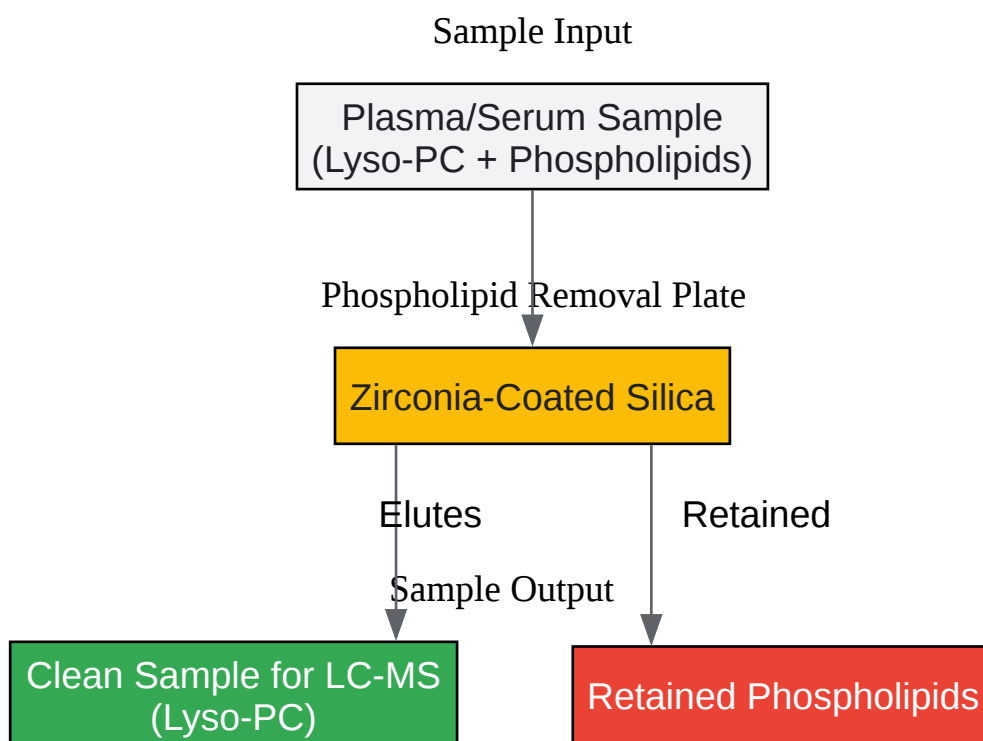 Sample Input
Plasma/Serum Sample
(Lyso-PC + Phospholipids)
Phospholipid Removal Plate
Zirconia-Coated Silica
Elutes
Retained
Sample Output
Clean Sample for LC-MS
(Lyso-PC)
Retained Phospholipids